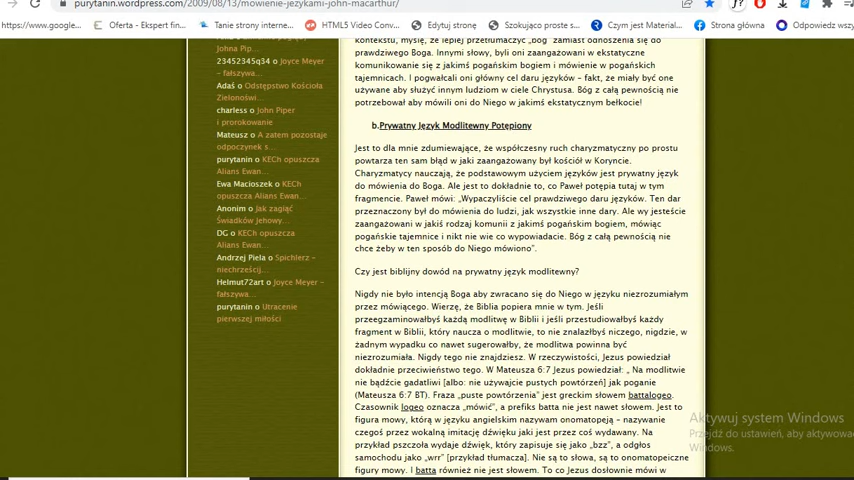 purytanin.wordpress.com/2009/08/13/mowienie-jezykami-john-macarthur/
https://www.google...
Oferta - Ekspert fin...
Tanie strony interne...
HTML5 Video Conv...
Edytuj stronę
Szokująco proste s...
Czym jest Material...
Strona główna
Odpowiedz wszy
Johna Pip...
23452345q34 o Joyce Meyer
– fałszywa...
Adaś o Odstępstwo Kościoła
Zielonoświ...
charless o John Piper
i prorokowanie
Mateusz o A zatem pozostaje
odpoczynek s...
purytanin o KECh opuszcza
Alians Ewan...
Ewa Macioszek o KECh
opuszcza Alians Ewan...
Anonim o Jak zagiąć
Świadków Jehowy...
DG o KECh opuszcza
Alians Ewan...
Andrzej Piela o Spichlerz –
niechrześcij...
Helmut72art o Joyce Meyer –
fałszywa...
purytanin o Utracenie
pierwszej miłości
kontekstu, myślę, że lepiej przetłumaczyć „bóg” zamiast odnoszenia się do
prawdziwego Boga. Innymi słowy, byli oni zaangażowani w ekstatyczne
komunikowanie się z jakimś pogańskim bogiem i mówienie w pogańskich
tajemnicach. I pogwałcali oni główny cel daru języków – fakt, że miały być one
używane aby służyć innym ludziom w ciele Chrystusa. Bóg z całą pewnością nie
potrzebował aby mówili oni do Niego w jakimś ekstatycznym bełkocie!
b.Prywatny Język Modlitewny Potępiony
Jest to dla mnie zdumiewające, że współczesny ruch charyzmatyczny po prostu
powtarza ten sam błąd w jaki zaangażowany był kościół w Koryncie.
Charyzmatycy nauczają, że podstawowym użyciem języków jest prywatny język
do mówienia do Boga. Ale jest to dokładnie to, co Paweł potępia tutaj w tym
fragmencie. Paweł mówi: „Wypaczyliście cel prawdziwego daru języków. Ten dar
przeznaczony był do mówienia do ludzi, jak wszystkie inne dary. Ale wy jesteście
zaangażowani w jakiś rodzaj komunii z jakimś pogańskim bogiem, mówiąc
pogańskie tajemnice i nikt nie wie co wypowiadacie. Bóg z całą pewnością nie
chce żeby w ten sposób do Niego mówiono”.
Czy jest biblijny dowód na prywatny język modlitewny?
Nigdy nie było intencją Boga aby zwracano się do Niego w języku niezrozumiałym
przez mówiącego. Wierzę, że Biblia popiera mnie w tym. Jeśli
przeegzaminowałbyś każdą modlitwę w Biblii i jeśli przestudiowałbyś każdy
fragment w Biblii, który naucza o modlitwie, to nie znalazłbyś niczego, nigdzie, w
żadnym wypadku co nawet sugerowałby, że modlitwa powinna być
niezrozumiała. Nigdy tego nie znajdziesz. W rzeczywistości, Jezus powiedział
dokładnie przeciwieństwo tego. W Mateusza 6:7 Jezus powiedział: „ Na modlitwie
nie bądźcie gadatliwi [albo: nie używajcie pustych powtórzeń] jak poganie
(Mateusza 6:7 BT). Fraza „puste powtórzenia” jest greckim słowem battalogeo.
Czasownik logeo oznacza „mówić”, a prefiks batta nie jest nawet słowem. Jest to
figura mowy, którą w języku angielskim nazywam onomatopeją – nazywanie
czegoś przez wokalną imitację dźwięku jaki jest przez coś wydawany. Na
przykład pszczoła wydaje dźwięk, który zapisuje się jako „bzz”, a odgłos
samochodu jako „wrr” [przykład tłumacza]. Nie są to słowa, są to onomatopeiczne
figury mowy. I batta również nie jest słowem. To co Jezus dosłownie mówi w
Aktywuj system Windows
Przejdź do ustawień, aby aktywować
Windows.